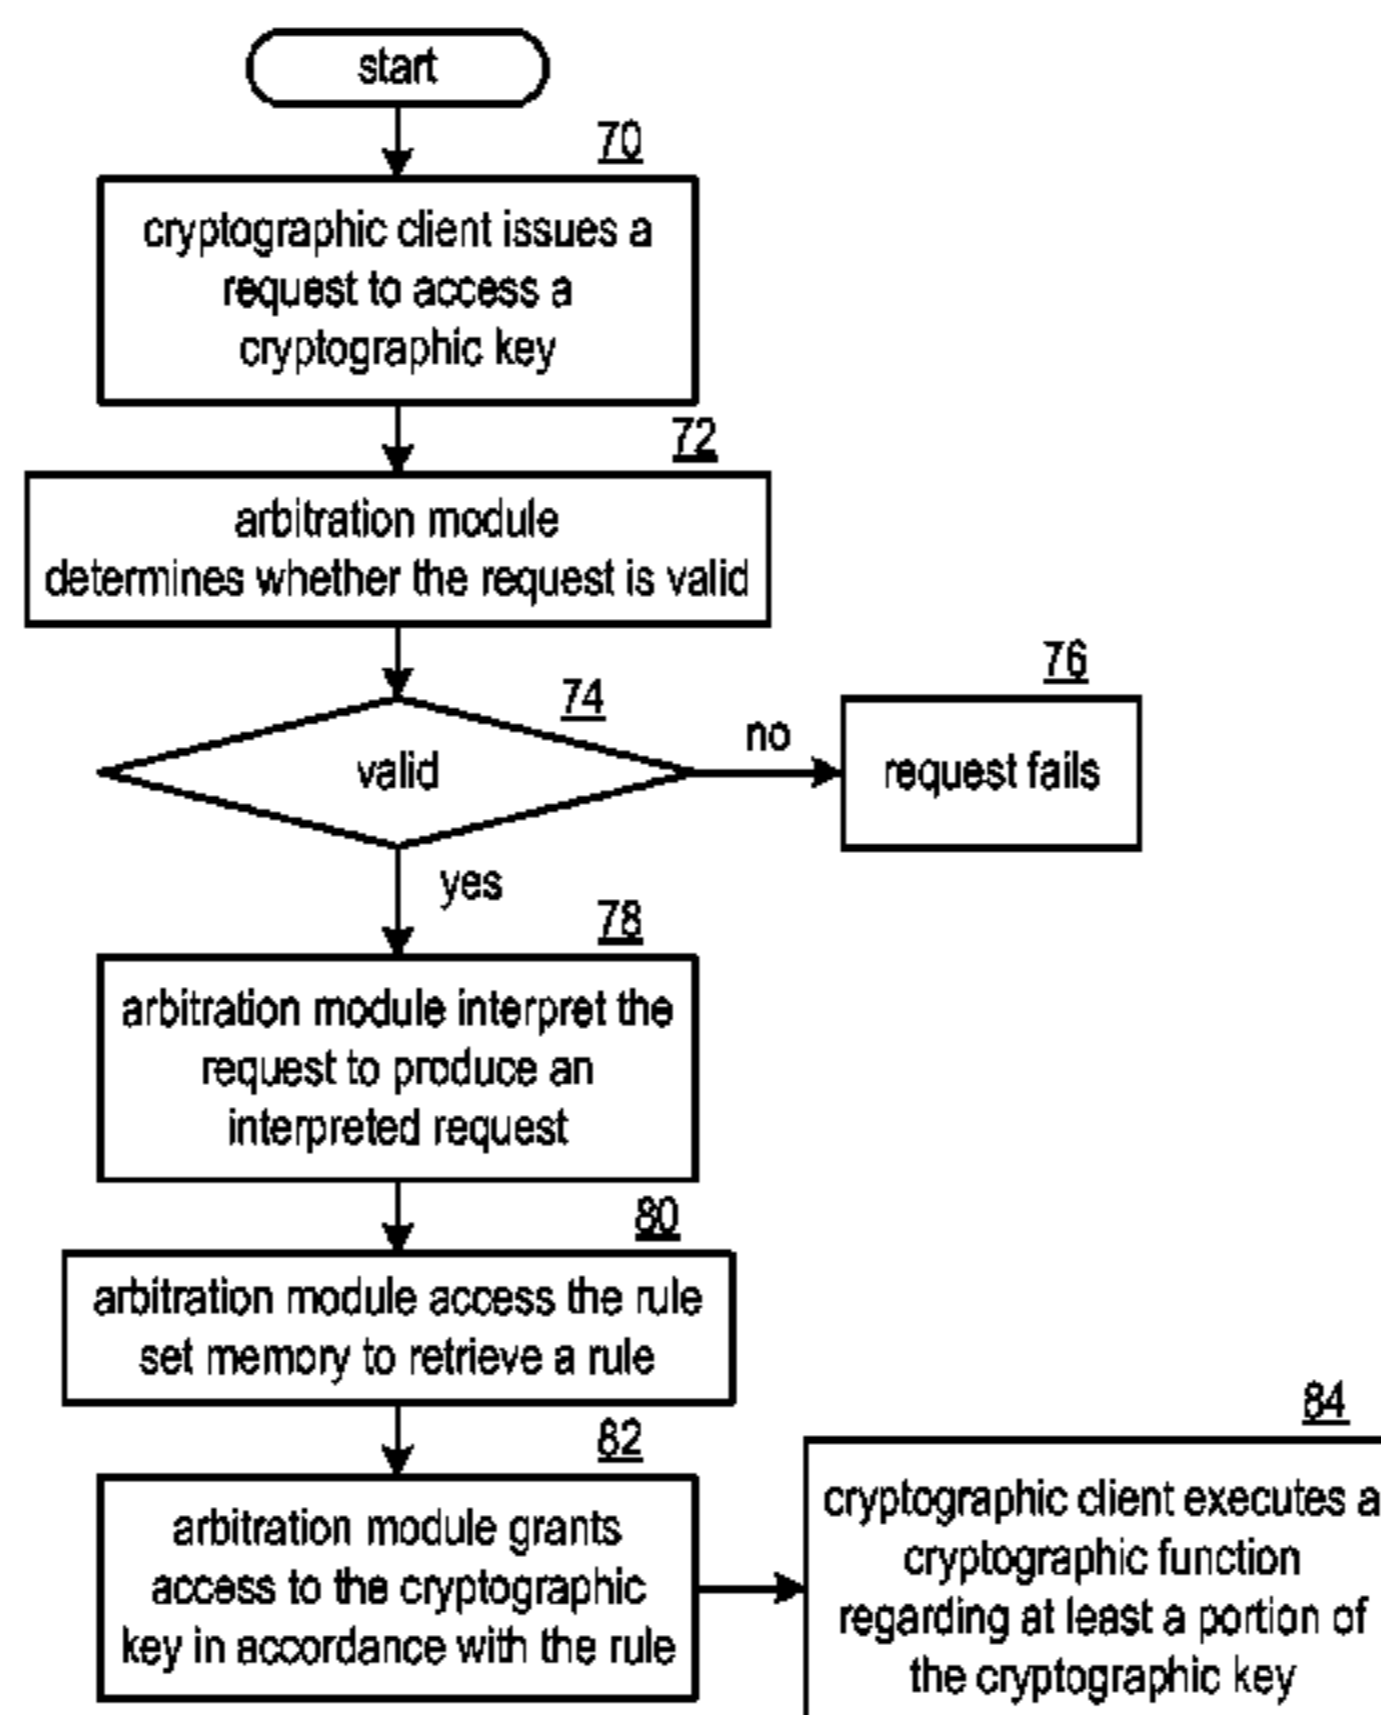 start
70
cryptographic client issues a
request to access a
cryptographic key
72
arbitration module
determines whether the request is valid
74
valid
no
76
request fails
yes
78
arbitration module interpret the
request to produce an
interpreted request
80
arbitration module access the rule
set memory to retrieve a rule
82
arbitration module grants
access to the cryptographic
key in accordance with the rule
84
cryptographic client executes a
cryptographic function
regarding at least a portion of
the cryptographic key